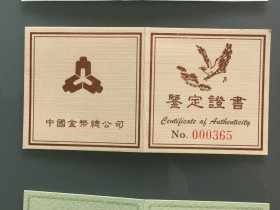 中國金幣總公司
鑒定證書
Certificate of Authenticity
No. 000365